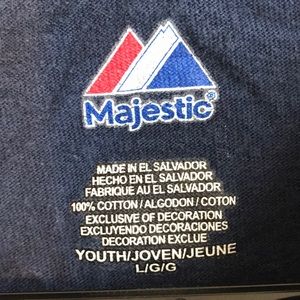 Majestic®
MADE IN EL SALVADOR
HECHO EN EL SALVADOR
FABRIQUE AU EL SALVADOR
100% COTTON / ALGODON / COTON
EXCLUSIVE OF DECORATION
EXCLUYENDO DECORACIONES
DECORATION EXCLUE
YOUTH/JOVEN/JEUNE
L/G/G